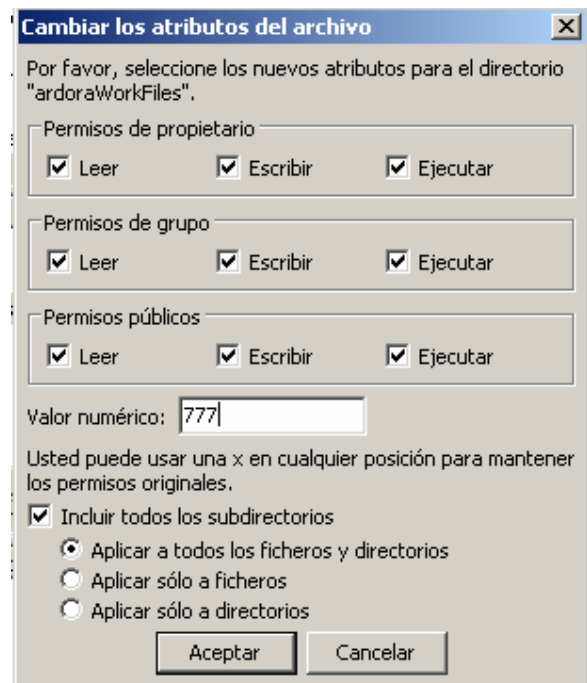 Cambiar los atributos del archivo
Por favor, seleccione los nuevos atributos para el directorio
"ardoraWorkFiles".
Permisos de propietario
Leer Escribir Ejecutar
Permisos de grupo
Leer Escribir Ejecutar
Permisos públicos
Leer Escribir Ejecutar
Valor numérico: 777
Usted puede usar una x en cualquier posición para mantener
los permisos originales.
Incluir todos los subdirectorios
Aplicar a todos los ficheros y directorios
Aplicar sólo a ficheros
Aplicar sólo a directorios
Aceptar Cancelar